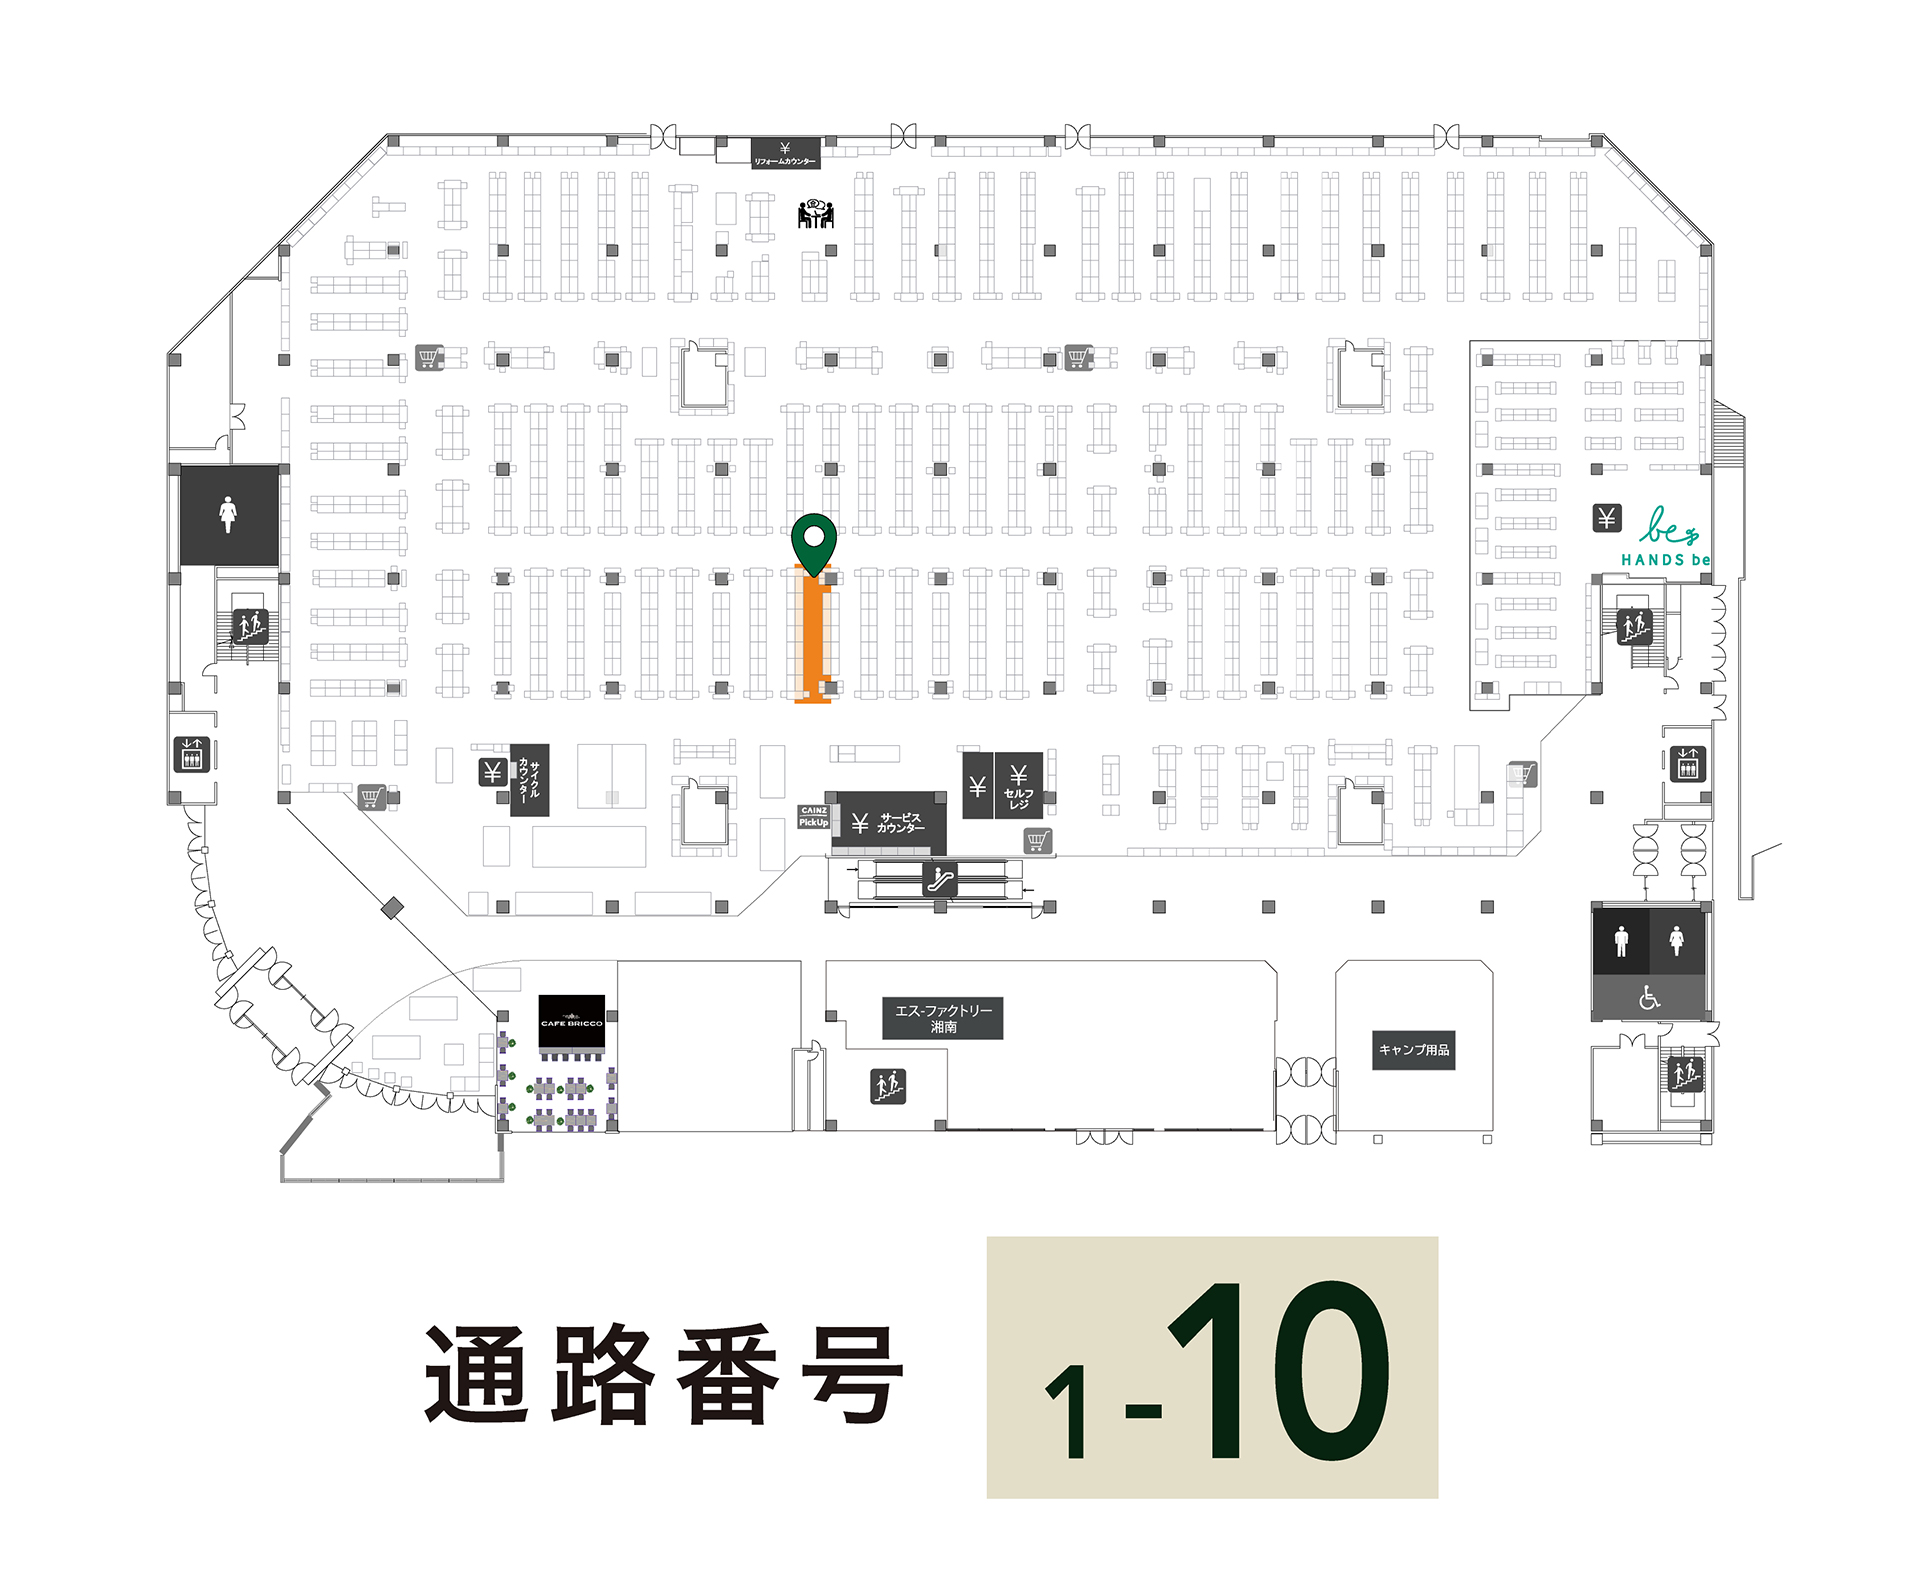 ¥
リフォームカウンター
¥
be
HANDS be
¥
サイクル
カウンター
CAINZ
PickUp
¥
サービス
カウンター
¥
¥
セルフ
レジ
CAFE BRICCO
エス-ファクトリー
湘南
キャンプ用品
通路番号
1-10